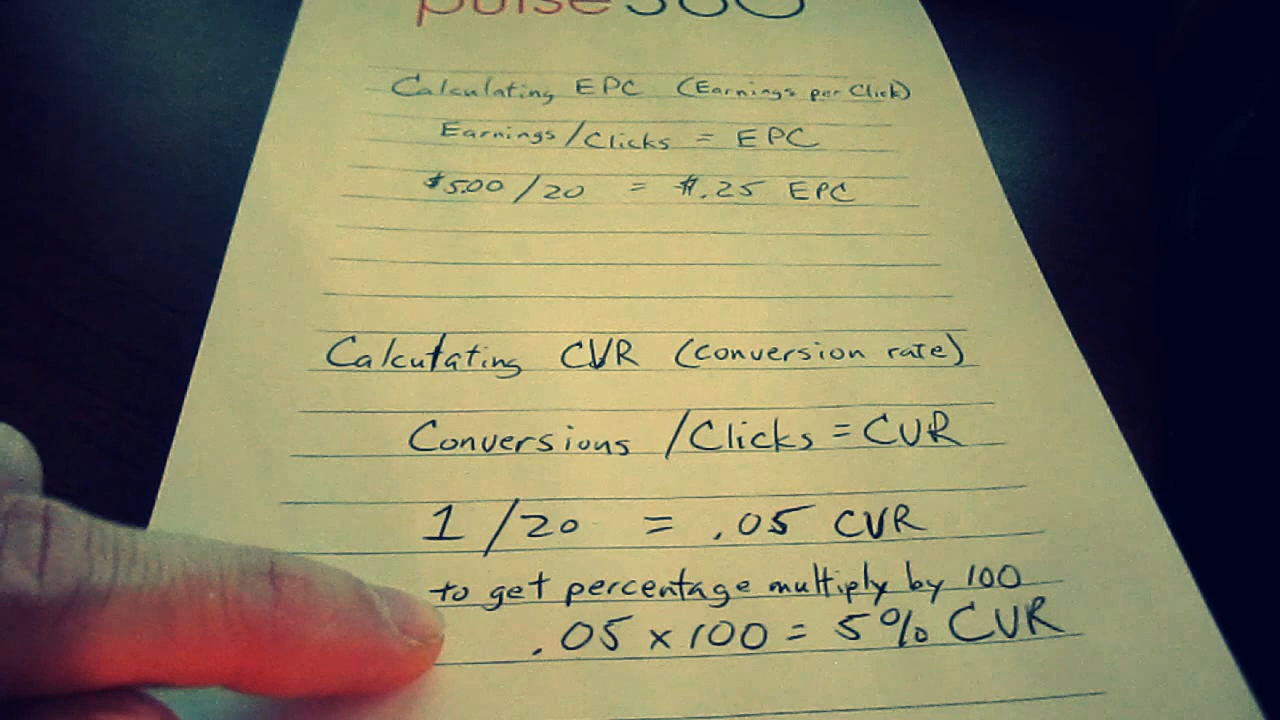 pulse360
Calculating EPC (Earnings per Click)
Earnings/Clicks = EPC
$5.00/20 = $.25 EPC
Calculating CVR (conversion rate)
Conversions/Clicks = CVR
1/20 = .05 CVR
to get percentage multiply by 100
.05 x 100 = 5% CVR